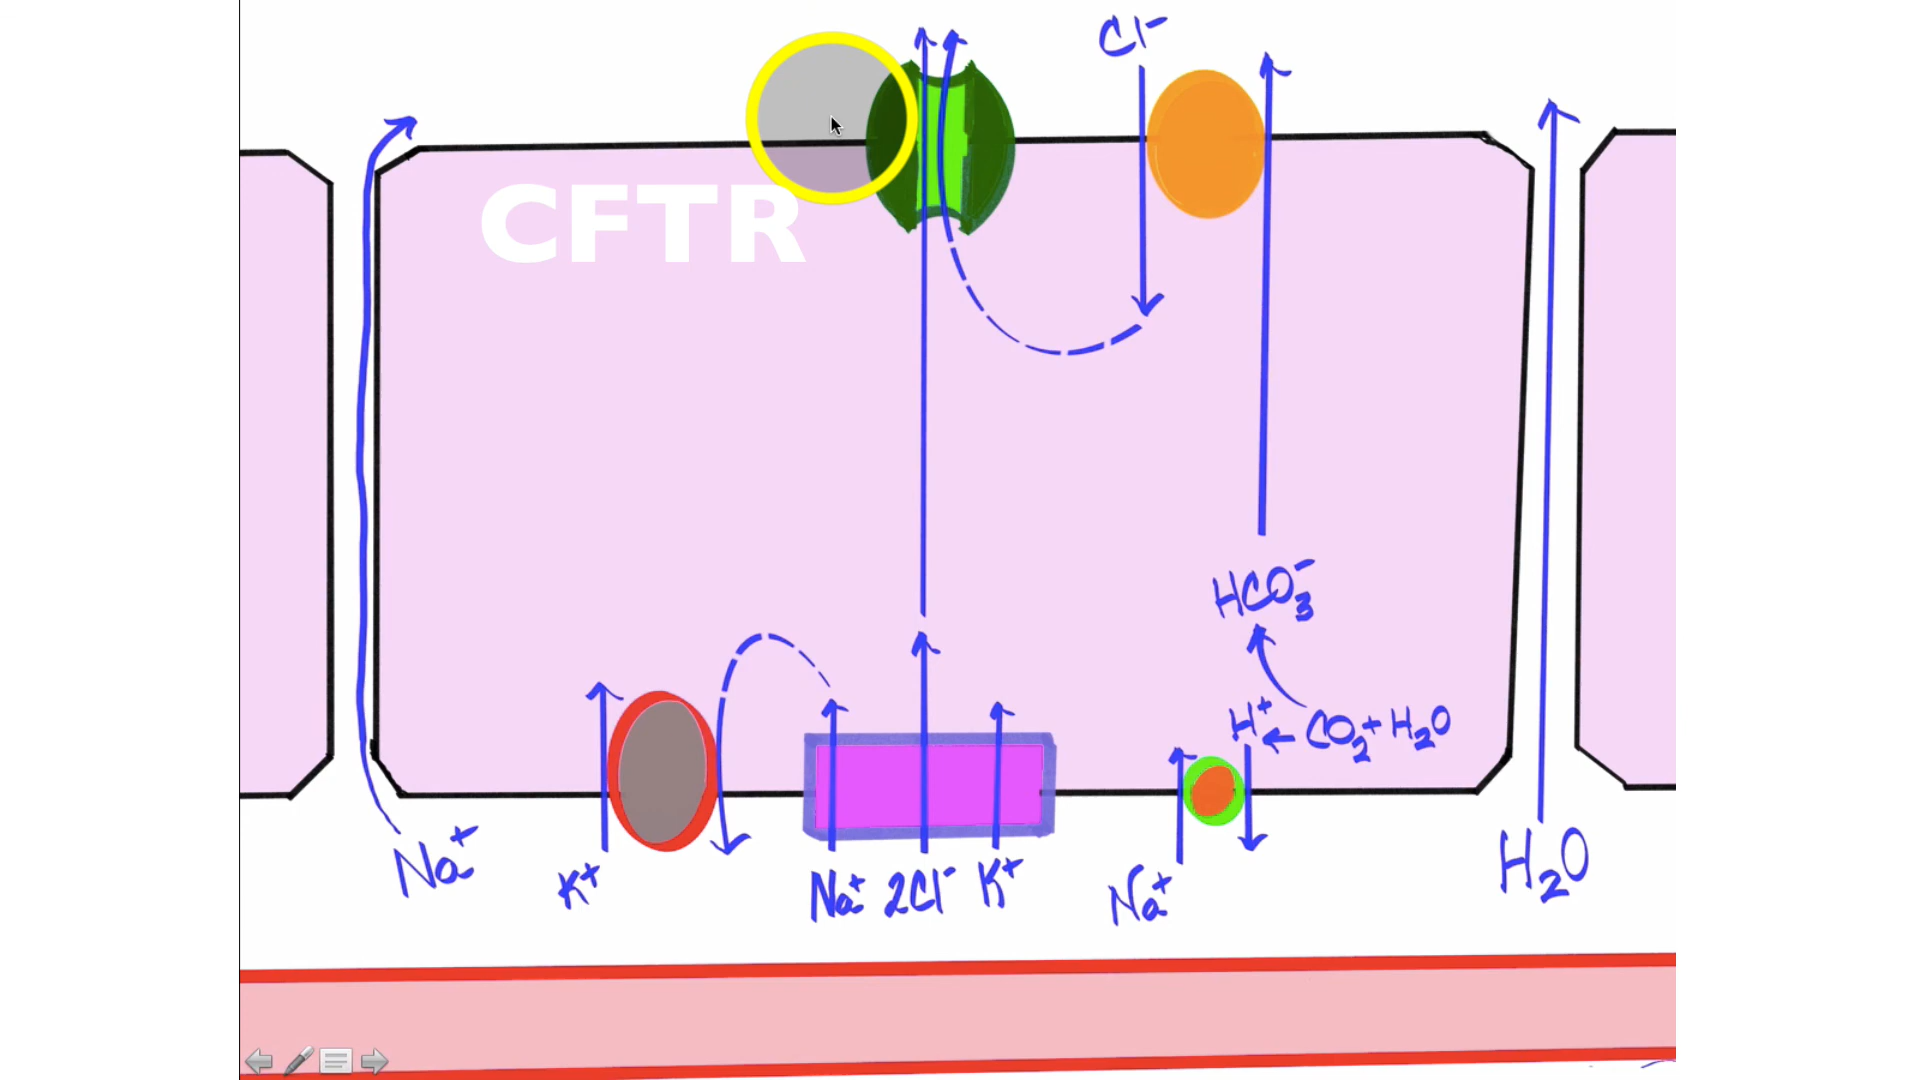 Cl⁻
CFTR
HCO₃⁻
H⁺ ← CO₂ + H₂O
Na⁺
K⁺
Na⁺ 2Cl⁻ K⁺
Na⁺
H₂O